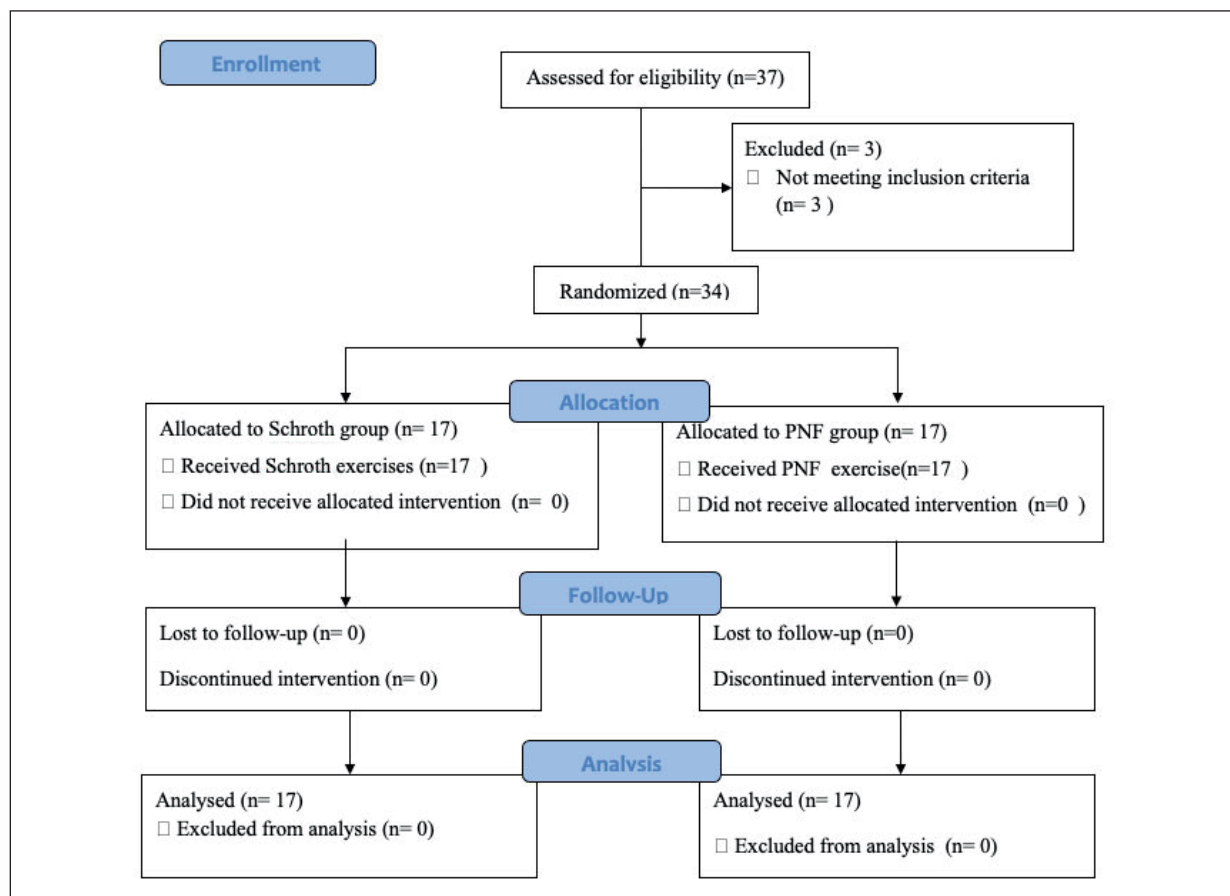 Enrollment
Assessed for eligibility (n=37)
Excluded (n= 3)
□ Not meeting inclusion criteria
(n= 3 )
Randomized (n=34)
Allocation
Allocated to Schroth group (n= 17)
□ Received Schroth exercises (n=17 )
□ Did not receive allocated intervention (n= 0)
Allocated to PNF group (n= 17)
□ Received PNF exercise(n=17 )
□ Did not receive allocated intervention (n=0 )
Follow-Up
Lost to follow-up (n= 0)
Discontinued intervention (n= 0)
Lost to follow-up (n=0)
Discontinued intervention (n= 0)
Analysis
Analysed (n= 17)
□ Excluded from analysis (n= 0)
Analysed (n= 17)
□ Excluded from analysis (n= 0)